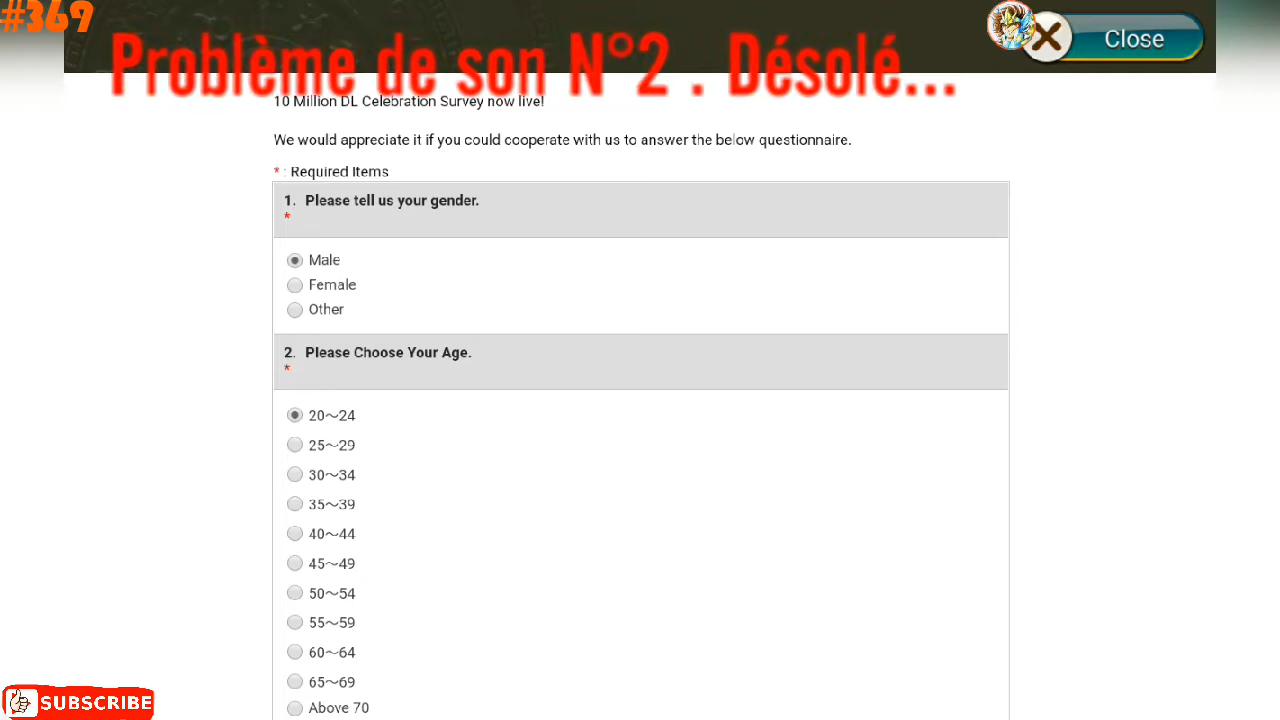 #369
Close
Problème de son N°2 . Désolé...
10 Million DL Celebration Survey now live!
We would appreciate it if you could cooperate with us to answer the below questionnaire.
* : Required Items
1. Please tell us your gender.
*
Male
Female
Other
2. Please Choose Your Age.
*
20～24
25～29
30～34
35～39
40～44
45～49
50～54
55～59
60～64
65～69
Above 70
SUBSCRIBE